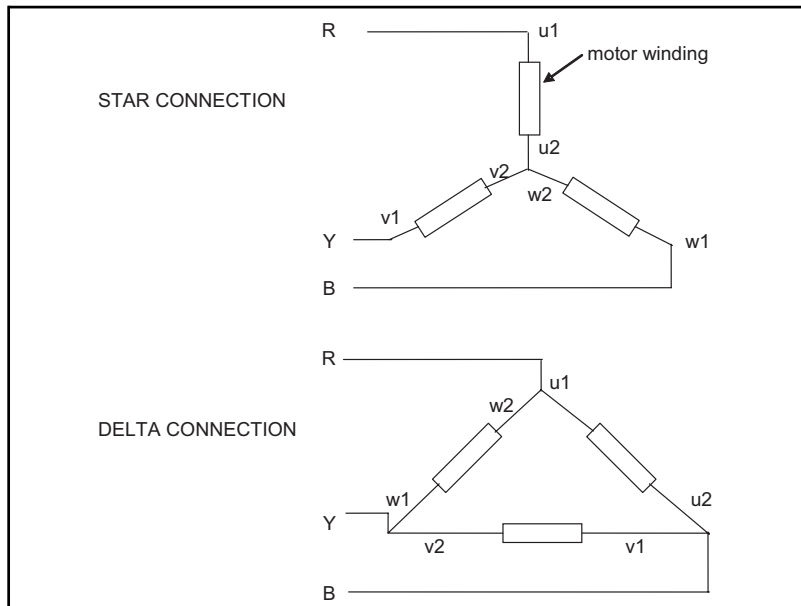 R
u1
motor winding
STAR CONNECTION
u2
v2
w2
v1
Y
w1
B
R
u1
w2
DELTA CONNECTION
w1
u2
Y
v2
v1
B